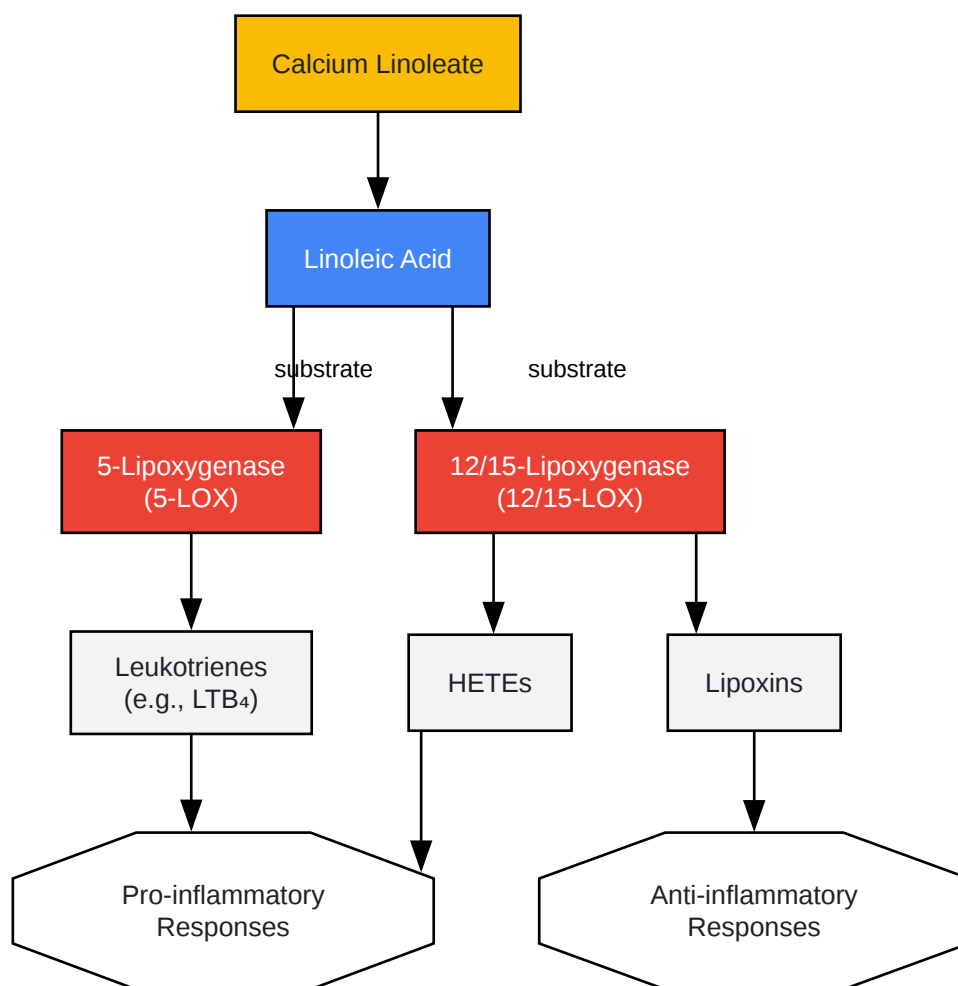 Calcium Linoleate
Linoleic Acid
substrate
substrate
5-Lipoxygenase
(5-LOX)
12/15-Lipoxygenase
(12/15-LOX)
Leukotrienes
(e.g., LTB₄)
HETEs
Lipoxins
Pro-inflammatory
Responses
Anti-inflammatory
Responses